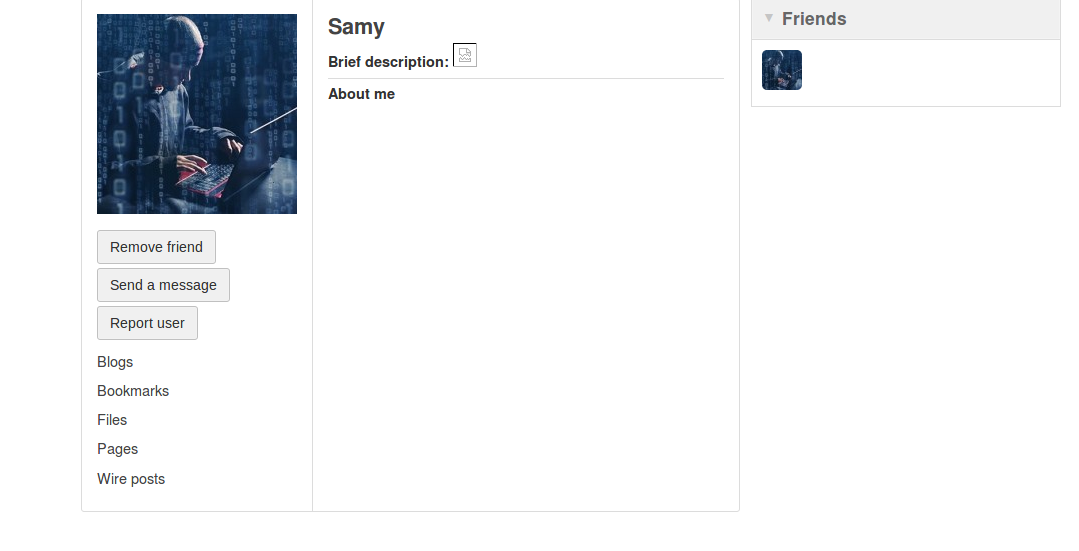 Samy
Brief description:
About me
Remove friend
Send a message
Report user
Blogs
Bookmarks
Files
Pages
Wire posts
Friends